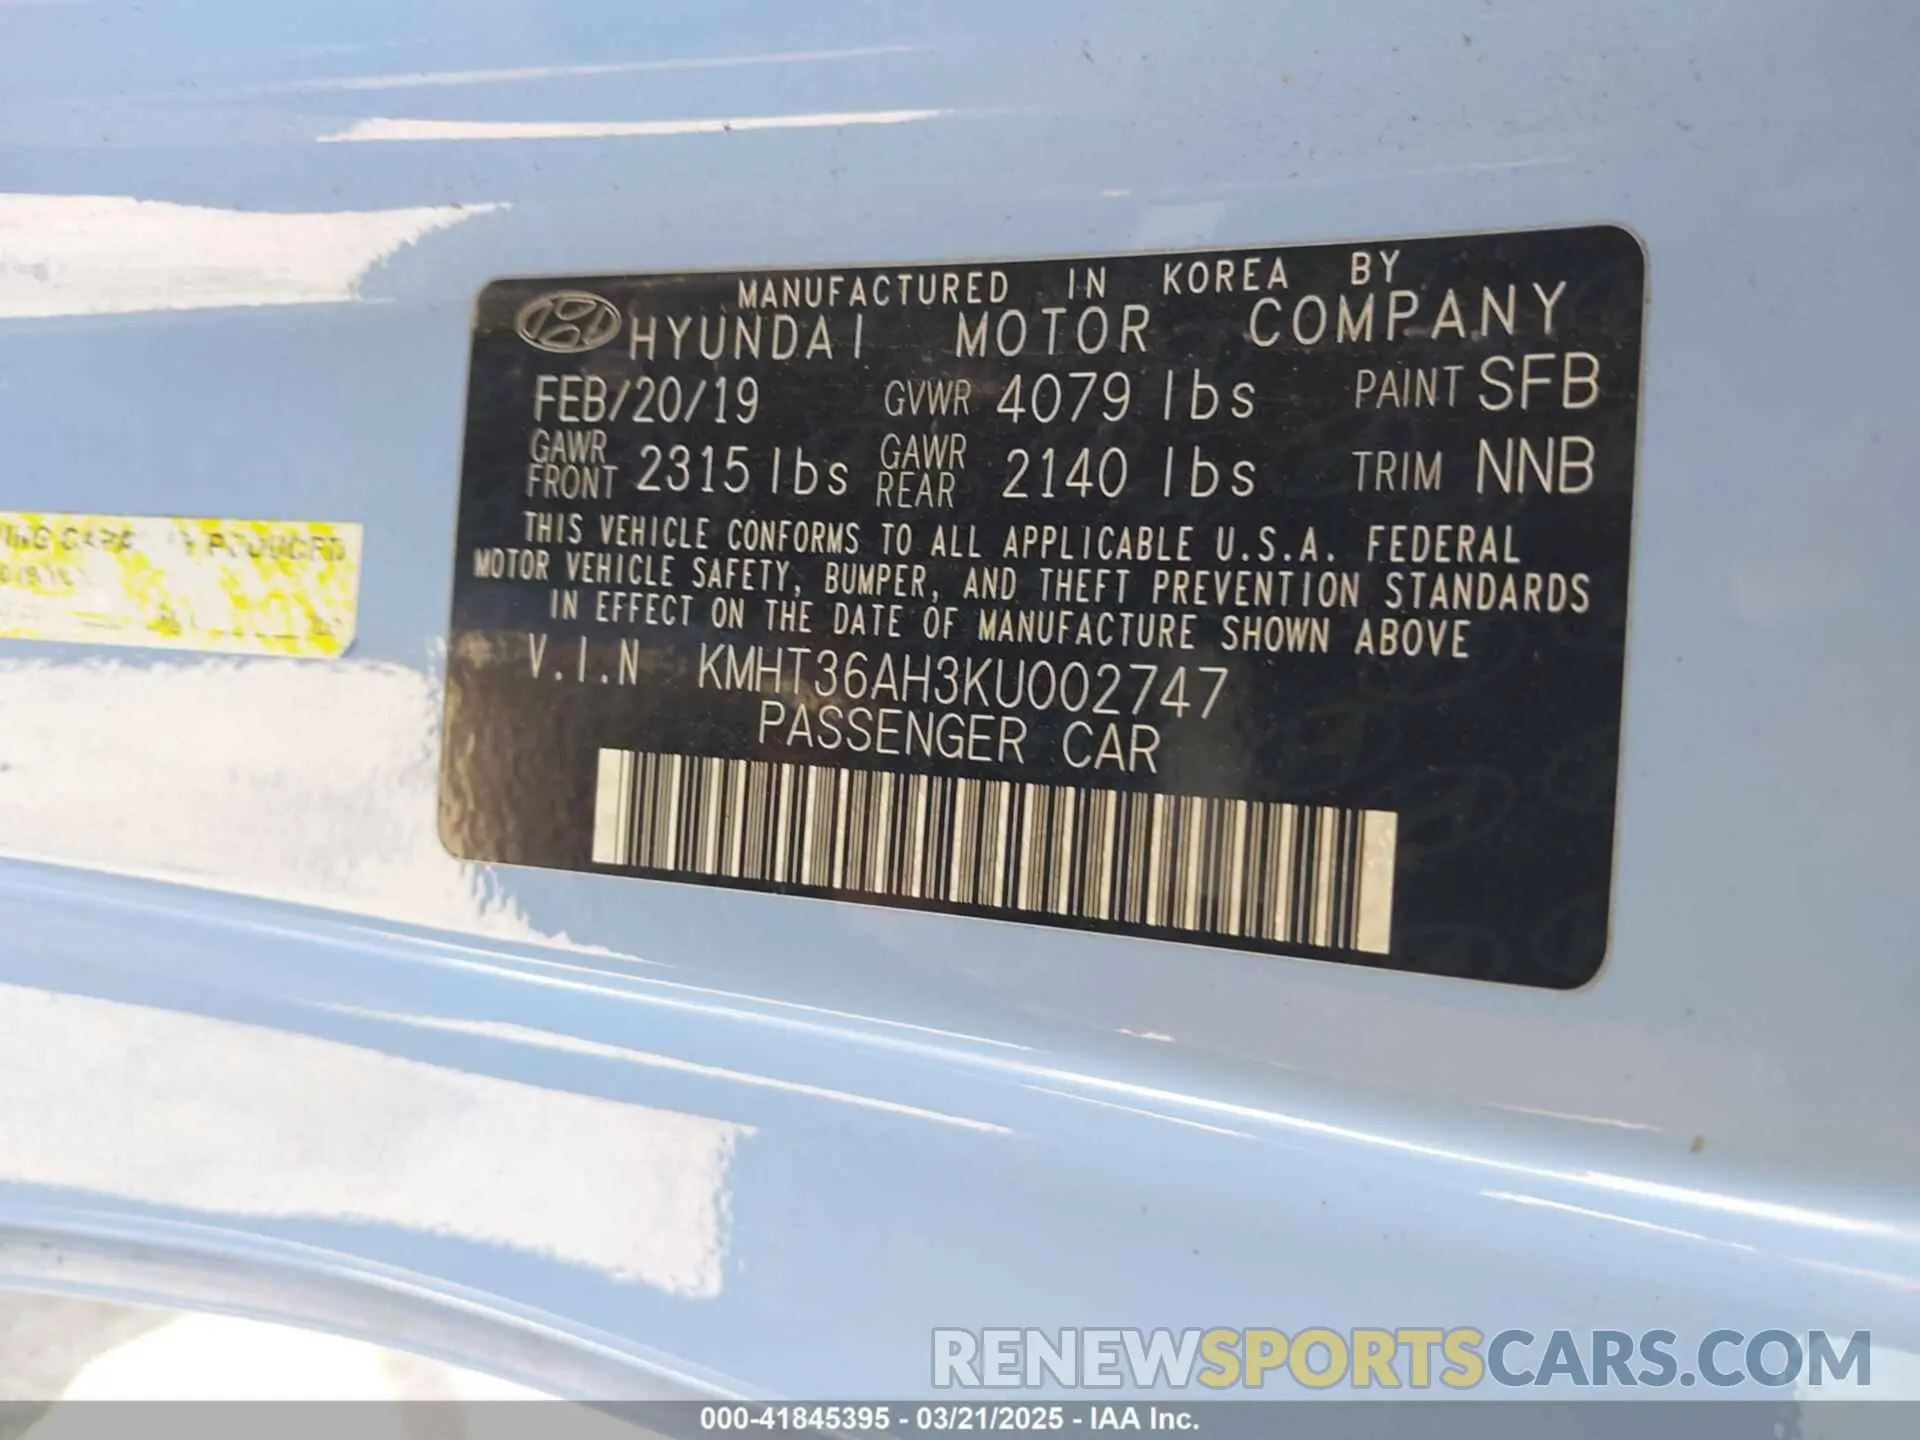 MANUFACTURED IN KOREA BY
HYUNDAI MOTOR COMPANY
FEB/20/19 GVWR 4079 lbs PAINT SFB
GAWR FRONT 2315 lbs GAWR REAR 2140 lbs TRIM NNB
THIS VEHICLE CONFORMS TO ALL APPLICABLE U.S.A. FEDERAL
MOTOR VEHICLE SAFETY, BUMPER, AND THEFT PREVENTION STANDARDS
IN EFFECT ON THE DATE OF MANUFACTURE SHOWN ABOVE
V.I.N KMHT36AH3KU002747
PASSENGER CAR
RENEWSPORTSCARS.COM
000-41845395 - 03/21/2025 - IAA Inc.